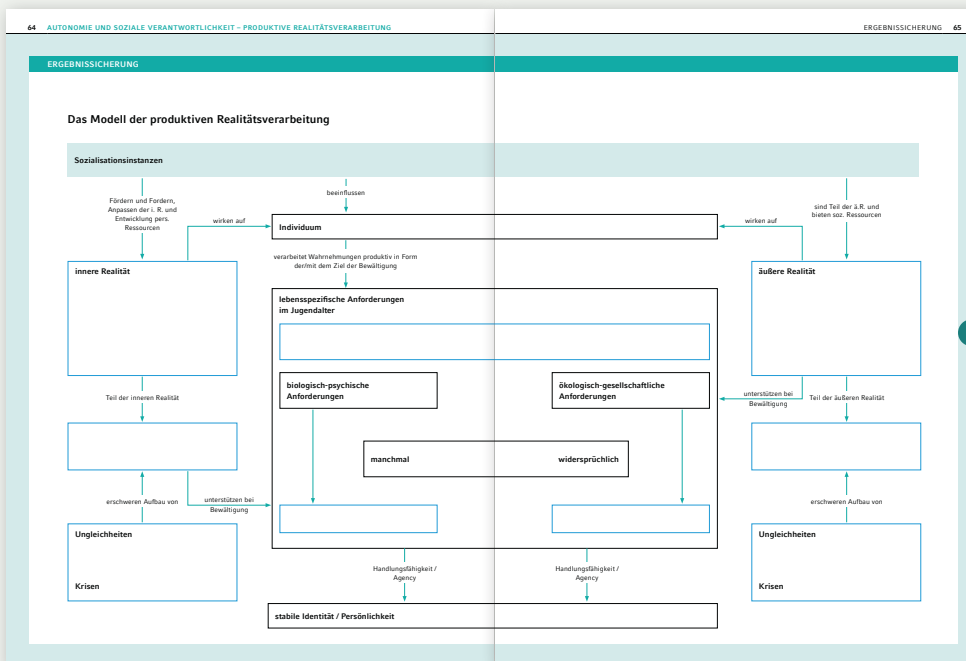 64 AUTONOMIE UND SOZIALE VERANTWORTLICHKEIT – PRODUKTIVE REALITÄTSVERARBEITUNG
ERGEBNISSICHERUNG 65
ERGEBNISSICHERUNG
Das Modell der produktiven Realitätsverarbeitung
Sozialisationsinstanzen
Fördern und Fordern,
Anpassen der i. R. und
Entwicklung pers.
Ressourcen
beeinflussen
sind Teil der ä.R. und
bieten soz. Ressourcen
wirken auf
Individuum
wirken auf
verarbeitet Wahrnehmungen produktiv in Form
der/mit dem Ziel der Bewältigung
innere Realität
äußere Realität
lebensspezifische Anforderungen
im Jugendalter
biologisch-psychische
Anforderungen
ökologisch-gesellschaftliche
Anforderungen
Teil der inneren Realität
unterstützen bei
Bewältigung
Teil der äußeren Realität
manchmal widersprüchlich
erschweren Aufbau von
unterstützen bei
Bewältigung
erschweren Aufbau von
Ungleichheiten
Krisen
Ungleichheiten
Krisen
Handlungsfähigkeit /
Agency
Handlungsfähigkeit /
Agency
stabile Identität / Persönlichkeit